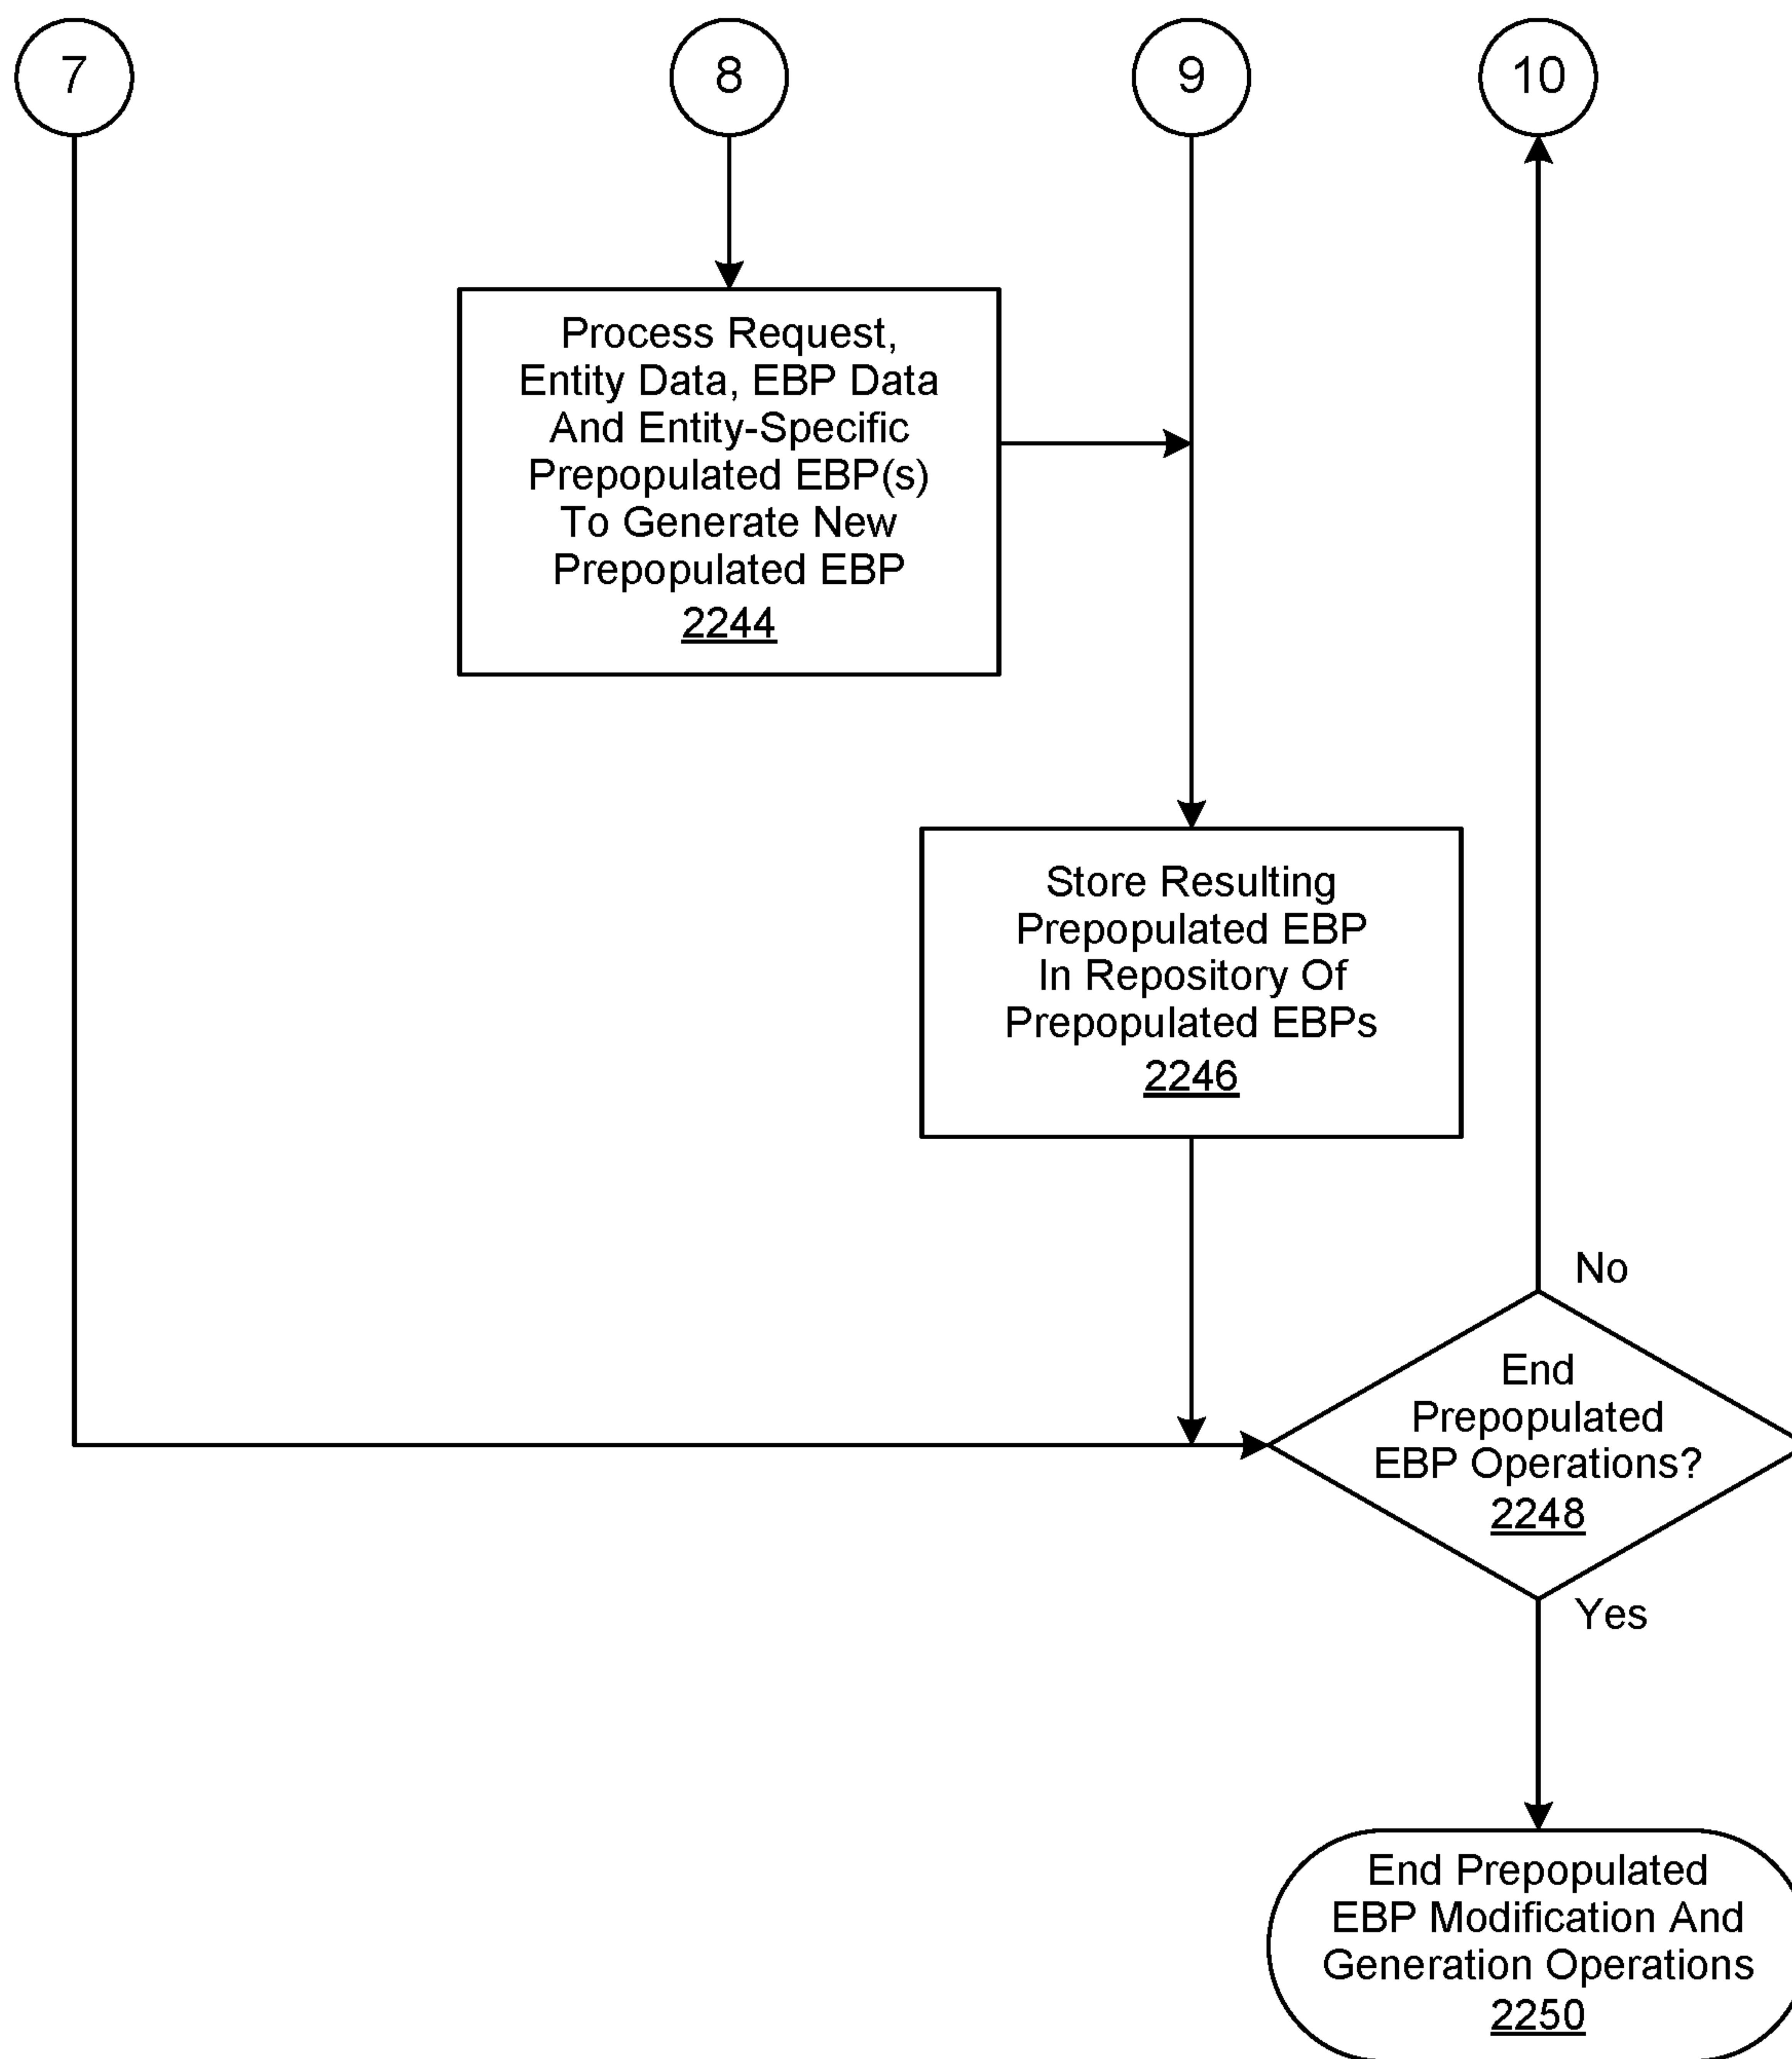 7
8
9
10
Process Request,
Entity Data, EBP Data
And Entity-Specific
Prepopulated EBP(s)
To Generate New
Prepopulated EBP
2244
Store Resulting
Prepopulated EBP
In Repository Of
Prepopulated EBPs
2246
No
End
Prepopulated
EBP Operations?
2248
Yes
End Prepopulated
EBP Modification And
Generation Operations
2250